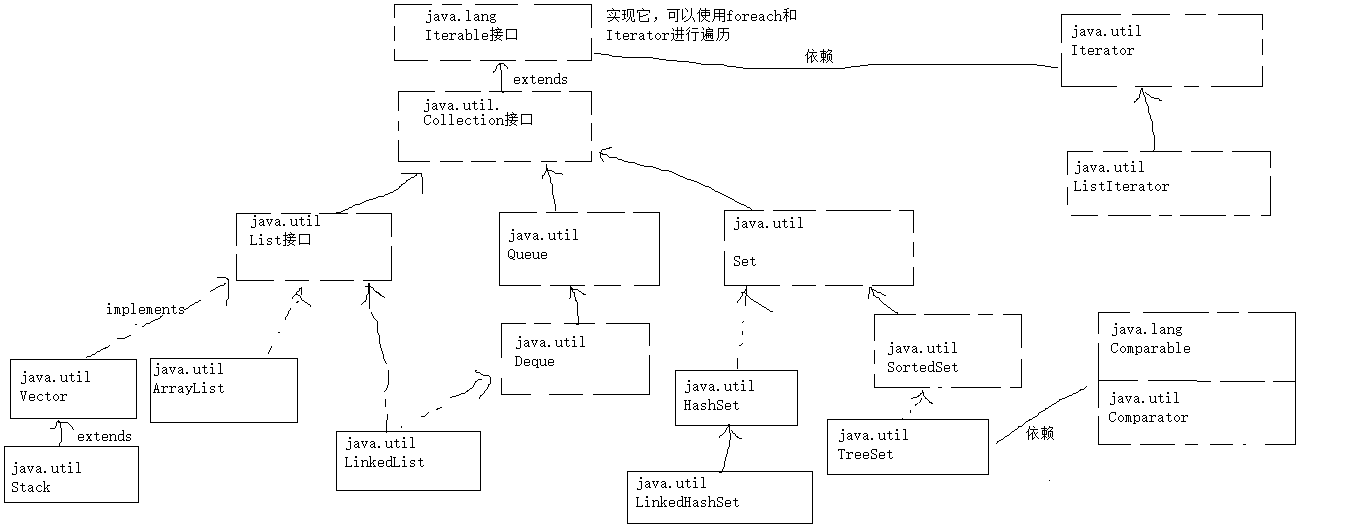 java.lang
Iterable接口
实现它，可以使用foreach和
Iterator进行遍历
依赖
java.util
Iterator
extends
java.util.
Collection接口
java.util
ListIterator
java.util
List接口
java.util
Queue
java.util
Set
implements
java.util
Vector
java.util
ArrayList
java.util
Deque
java.util
HashSet
java.util
SortedSet
java.lang
Comparable
java.util
Comparator
extends
java.util
Stack
java.util
LinkedList
java.util
LinkedHashSet
java.util
TreeSet
依赖